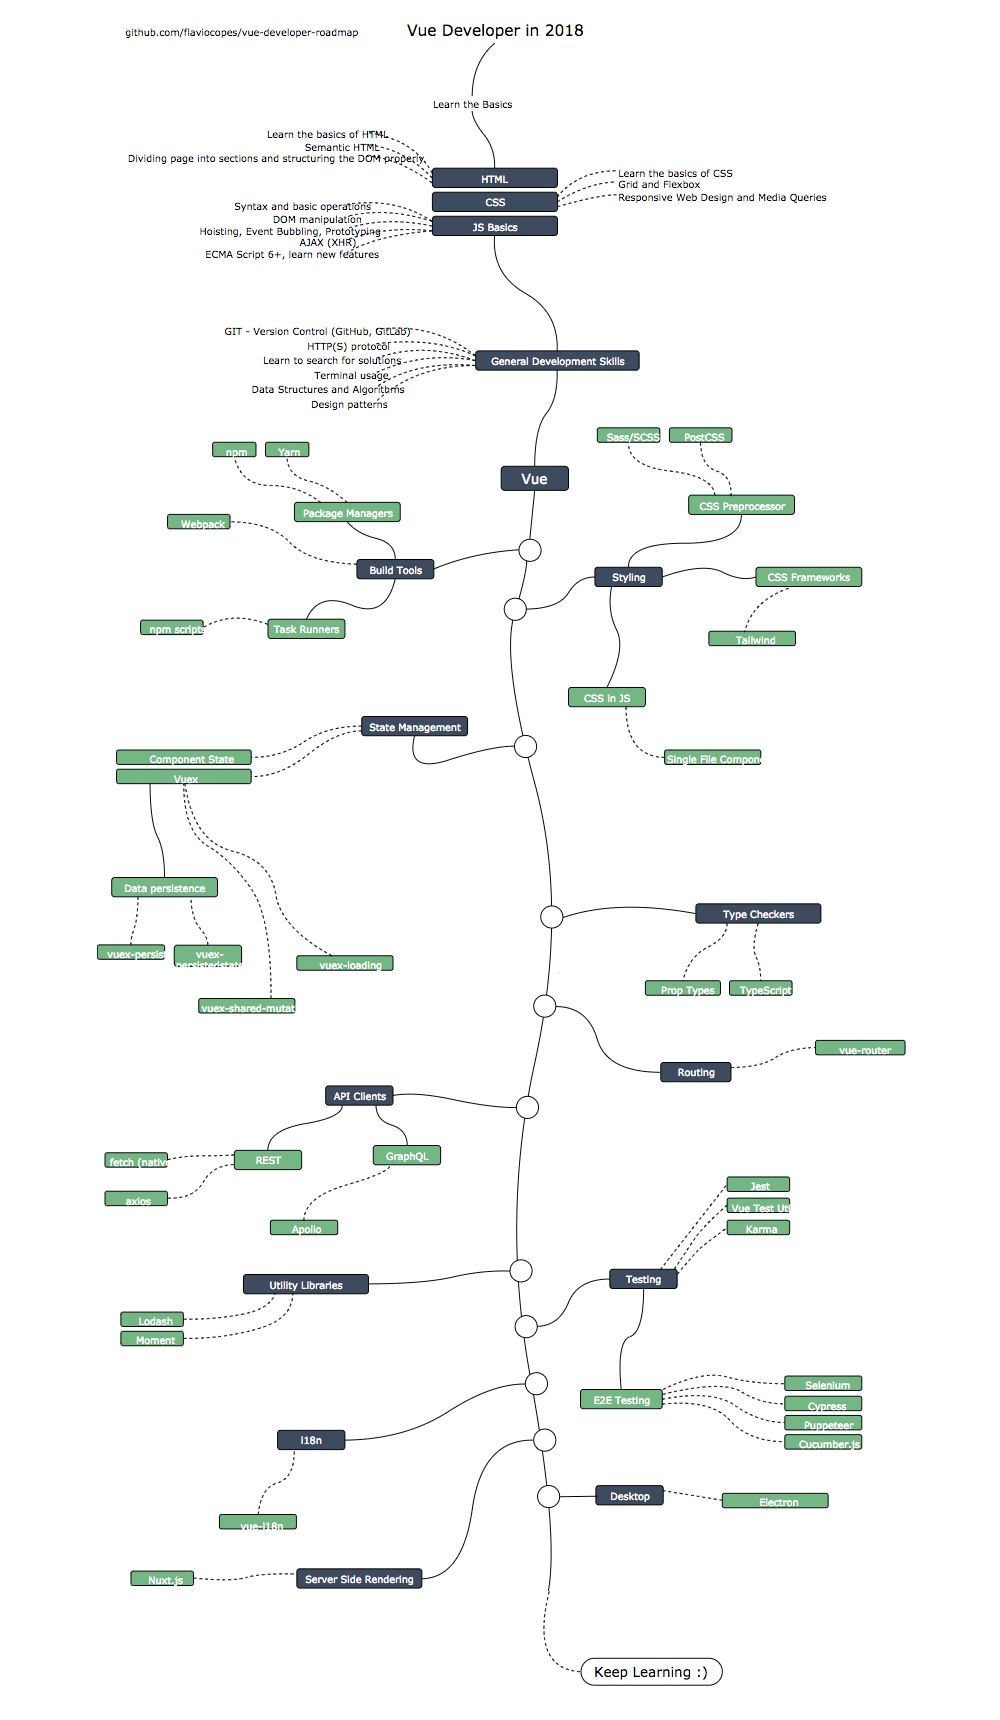 github.com/flaviocopes/vue-developer-roadmap
Vue Developer in 2018
Learn the Basics
Learn the basics of HTML
Semantic HTML
Dividing page into sections and structuring the DOM properly
HTML
Learn the basics of CSS
Grid and Flexbox
Responsive Web Design and Media Queries
CSS
Syntax and basic operations
DOM manipulation
Hoisting, Event Bubbling, Prototyping
AJAX (XHR)
ECMA Script 6+, learn new features
JS Basics
GIT - Version Control (GitHub, GitLab)
HTTP(S) protocol
Learn to search for solutions
Terminal usage
Data Structures and Algorithms
Design patterns
General Development Skills
Vue
npm
Yarn
Package Managers
Webpack
Build Tools
npm scripts
Task Runners
Sass/SCSS
PostCSS
CSS Preprocessor
Styling
CSS Frameworks
Tailwind
CSS in JS
Single File Compon
State Management
Component State
Vuex
Data persistence
vuex-persist
vuex-
persistedstate
vuex-loading
vuex-shared-mutat
Type Checkers
Prop Types
TypeScript
vue-router
Routing
API Clients
fetch (native
REST
GraphQL
axios
Apollo
Jest
Vue Test Uti
Karma
Testing
Utility Libraries
Lodash
Moment
E2E Testing
Selenium
Cypress
Puppeteer
Cucumber.js
i18n
vue-i18n
Desktop
Electron
Nuxt.js
Server Side Rendering
Keep Learning :)